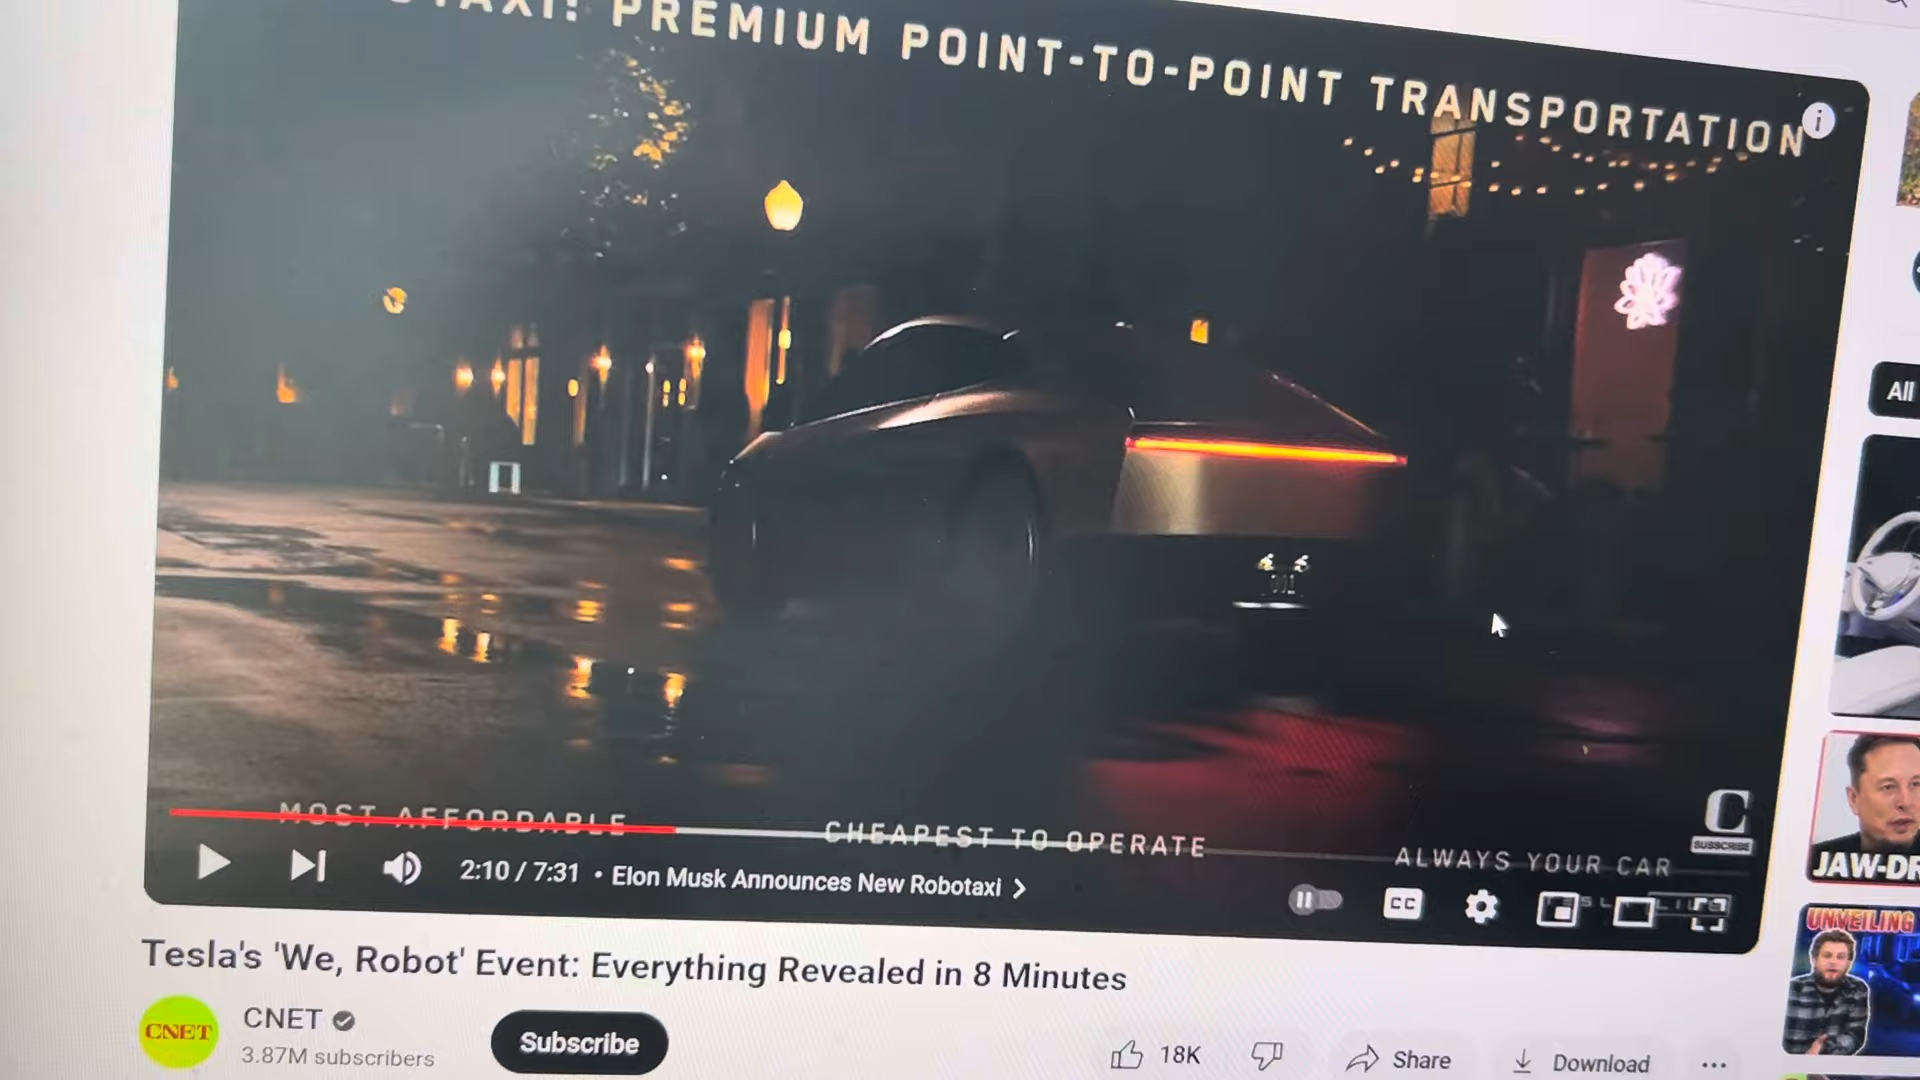 PREMIUM POINT-TO-POINT TRANSPORTATION
MOST AFFORDABLE
CHEAPEST TO OPERATE
ALWAYS YOUR CAR
C
SUBSCRIBE
2:10 / 7:31 • Elon Musk Announces New Robotaxi
CC
Tesla's 'We, Robot' Event: Everything Revealed in 8 Minutes
CNET
CNET
3.87M subscribers
Subscribe
18K
Share
Download
All
UNVEILING